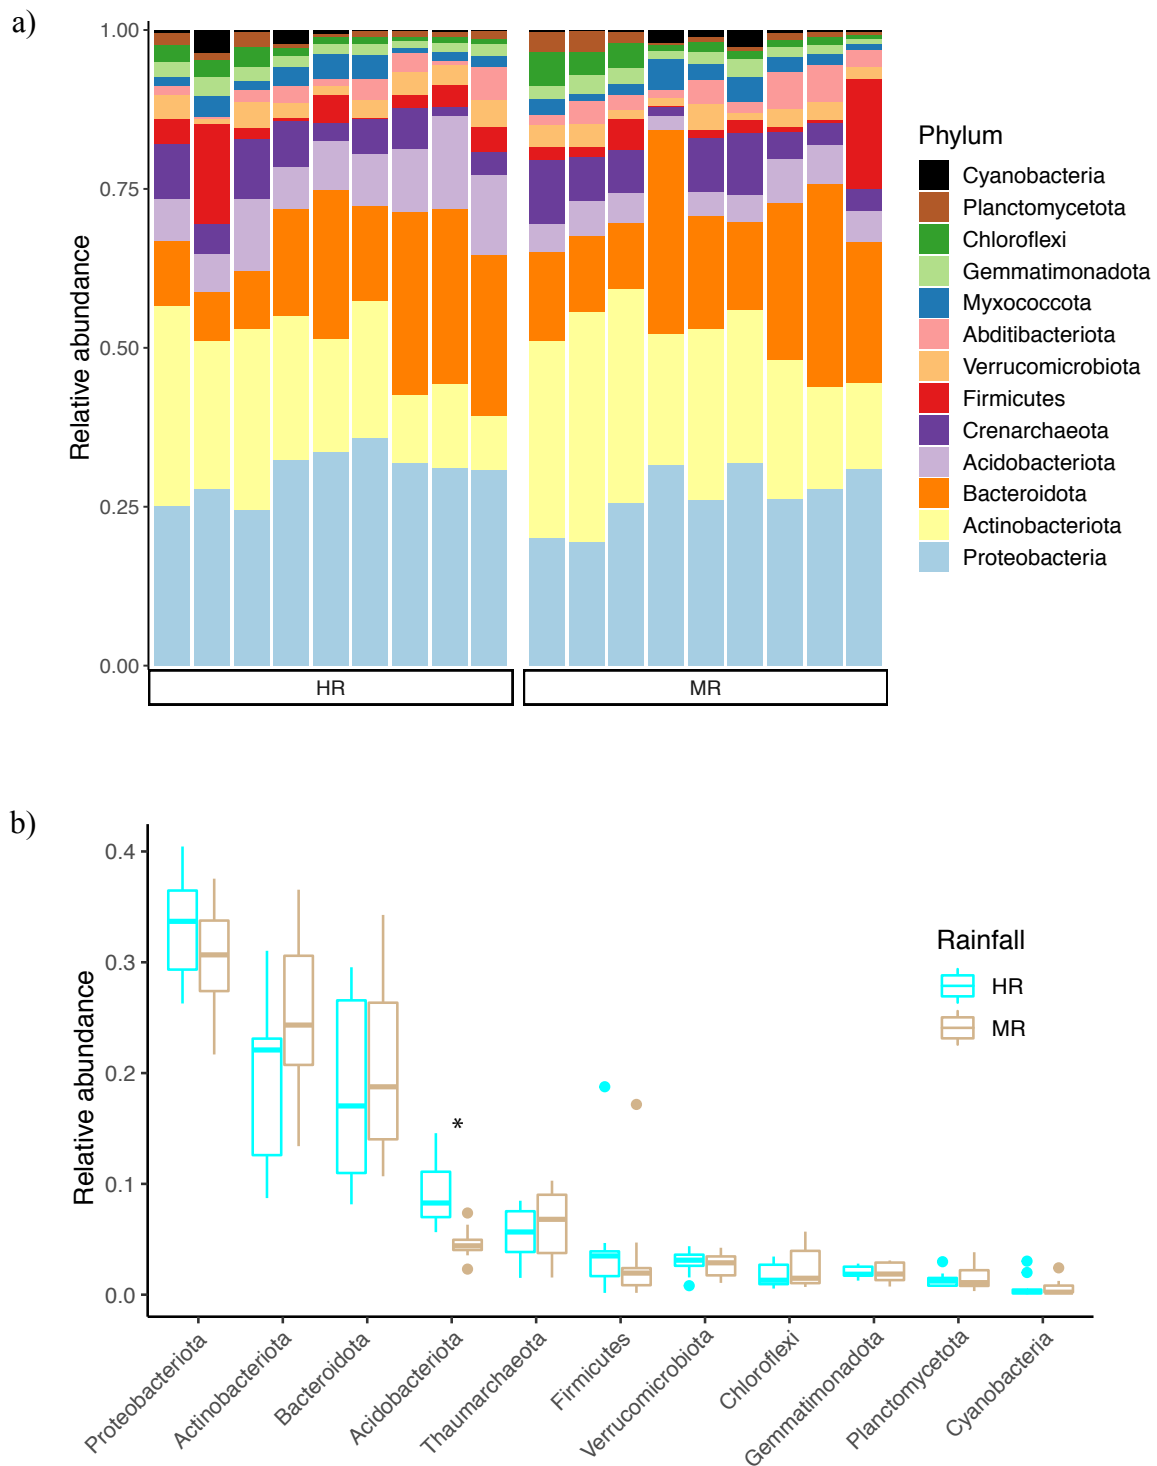 a)
1.00
0.75
0.50
0.25
0.00
Relative abundance
HR
MR
Phylum
Cyanobacteria
Planctomycetota
Chloroflexi
Gemmatimonadota
Myxococcota
Abditibacteriota
Verrucomicrobiota
Firmicutes
Crenarchaeota
Acidobacteriota
Bacteroidota
Actinobacteriota
Proteobacteria
b)
0.4
0.3
0.2
0.1
0.0
Relative abundance
*
Rainfall
HR
MR
Proteobacteriota
Actinobacteriota
Bacteroidota
Acidobacteriota
Thaumarchaeota
Firmicutes
Verrucomicrobiota
Chloroflexi
Gemmatimonadota
Planctomycetota
Cyanobacteria